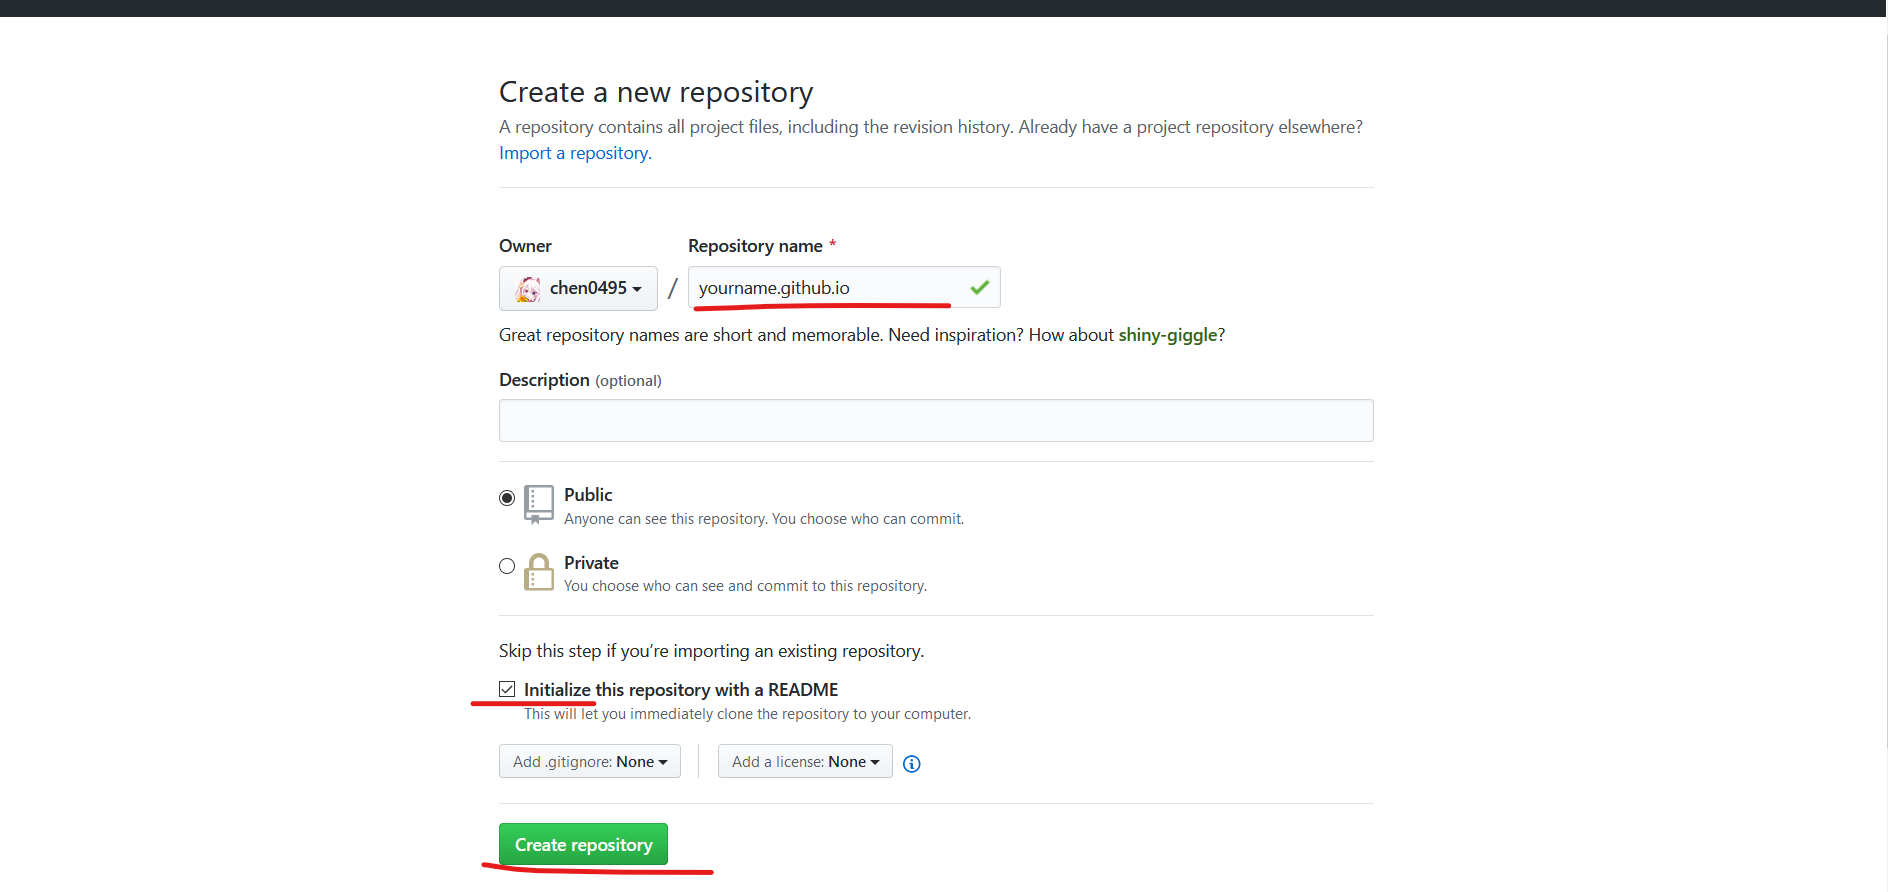 Create a new repository
A repository contains all project files, including the revision history. Already have a project repository elsewhere?
Import a repository.
Owner
Repository name *
chen0495
/
yourname.github.io
Great repository names are short and memorable. Need inspiration? How about shiny-giggle?
Description (optional)
Public
Anyone can see this repository. You choose who can commit.
Private
You choose who can see and commit to this repository.
Skip this step if you’re importing an existing repository.
Initialize this repository with a README
This will let you immediately clone the repository to your computer.
Add .gitignore: None
Add a license: None
Create repository